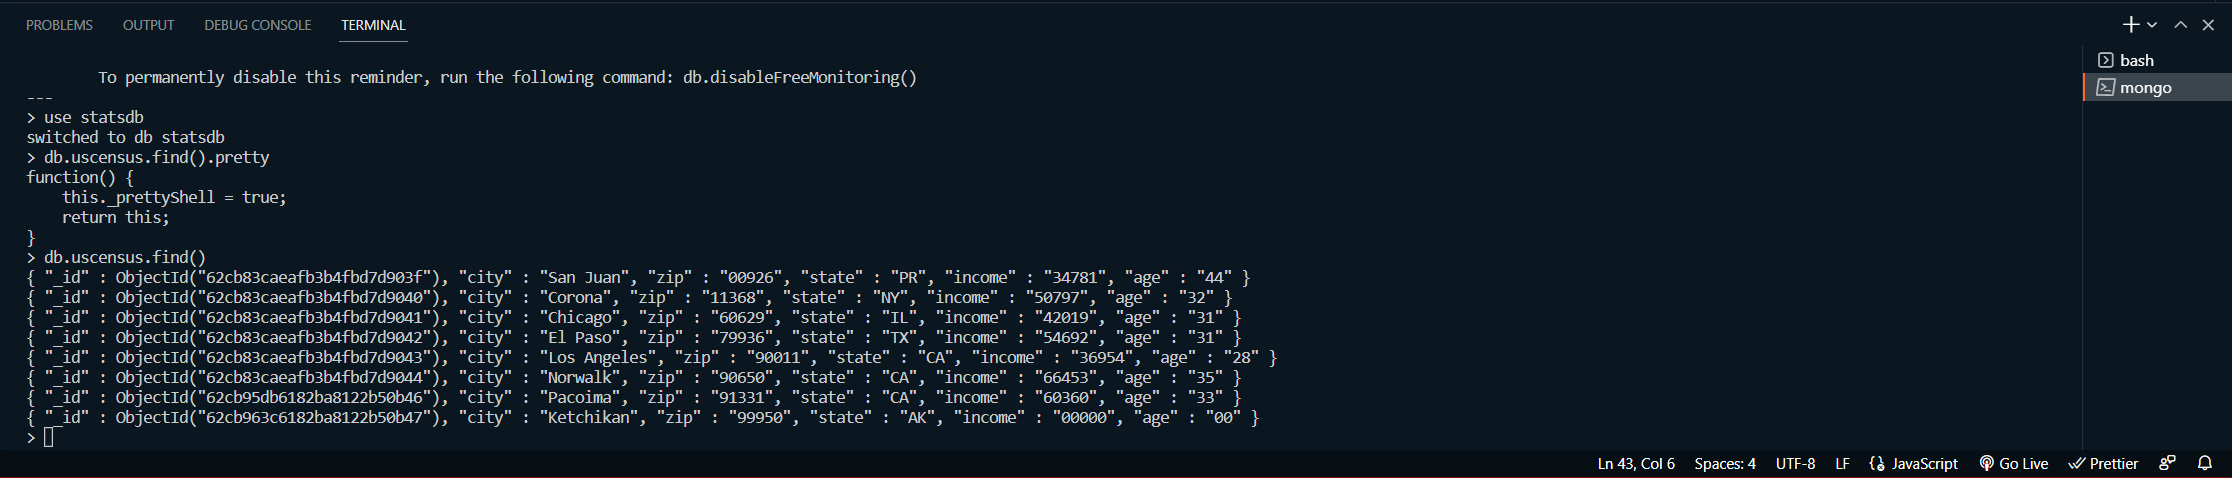 PROBLEMS OUTPUT DEBUG CONSOLE TERMINAL
To permanently disable this reminder, run the following command: db.disableFreeMonitoring()
---
> use statsdb
switched to db statsdb
> db.uscensus.find().pretty
function() {
    this._prettyShell = true;
    return this;
}
> db.uscensus.find()
{ "_id" : ObjectId("62cb83caeafb3b4fbd7d903f"), "city" : "San Juan", "zip" : "00926", "state" : "PR", "income" : "34781", "age" : "44" }
{ "_id" : ObjectId("62cb83caeafb3b4fbd7d9040"), "city" : "Corona", "zip" : "11368", "state" : "NY", "income" : "50797", "age" : "32" }
{ "_id" : ObjectId("62cb83caeafb3b4fbd7d9041"), "city" : "Chicago", "zip" : "60629", "state" : "IL", "income" : "42019", "age" : "31" }
{ "_id" : ObjectId("62cb83caeafb3b4fbd7d9042"), "city" : "El Paso", "zip" : "79936", "state" : "TX", "income" : "54692", "age" : "31" }
{ "_id" : ObjectId("62cb83caeafb3b4fbd7d9043"), "city" : "Los Angeles", "zip" : "90011", "state" : "CA", "income" : "36954", "age" : "28" }
{ "_id" : ObjectId("62cb83caeafb3b4fbd7d9044"), "city" : "Norwalk", "zip" : "90650", "state" : "CA", "income" : "66453", "age" : "35" }
{ "_id" : ObjectId("62cb95db6182ba8122b50b46"), "city" : "Pacoima", "zip" : "91331", "state" : "CA", "income" : "60360", "age" : "33" }
{ "_id" : ObjectId("62cb963c6182ba8122b50b47"), "city" : "Ketchikan", "zip" : "99950", "state" : "AK", "income" : "00000", "age" : "00" }
>
bash
mongo
Ln 43, Col 6 Spaces: 4 UTF-8 LF JavaScript Go Live Prettier